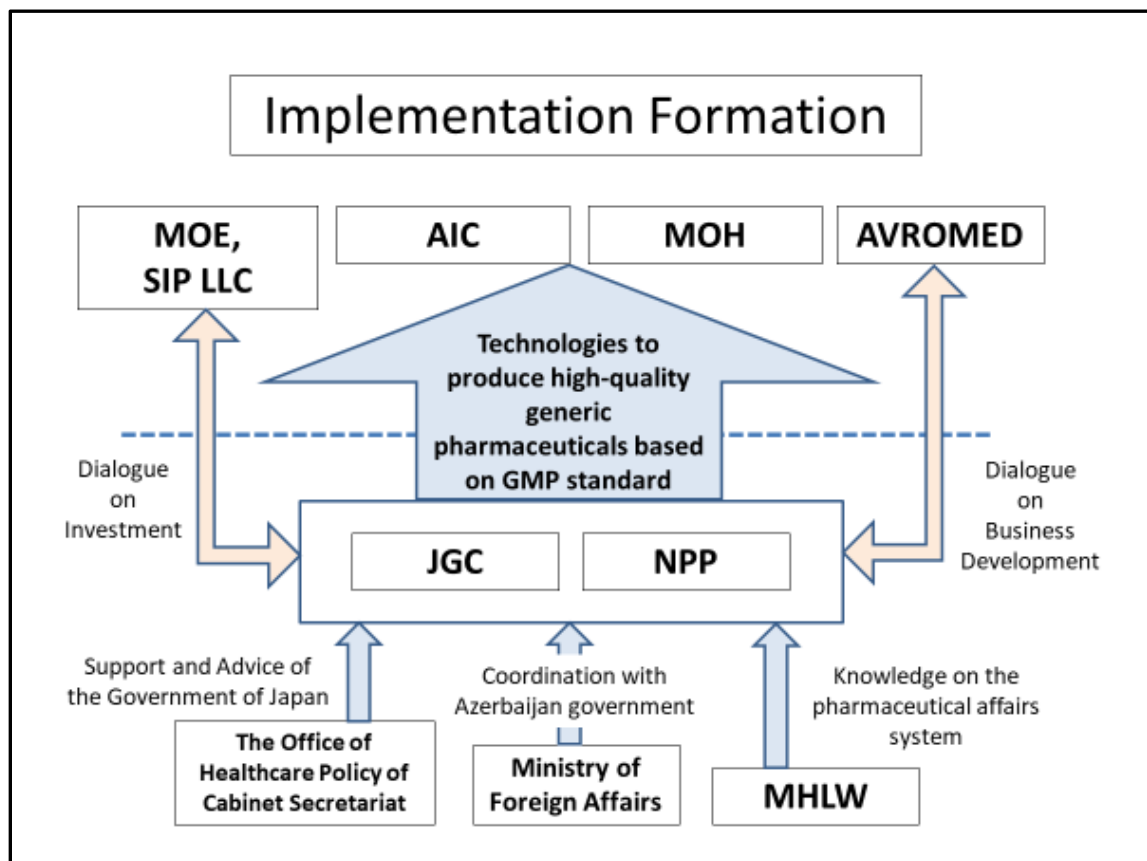 Implementation Formation
MOE,
SIP LLC
AIC
MOH
AVROMED
Technologies to
produce high-quality
generic
pharmaceuticals based
on GMP standard
Dialogue
on
Investment
Dialogue
on
Business
Development
JGC
NPP
Support and Advice of
the Government of Japan
Coordination with
Azerbaijan government
Knowledge on the
pharmaceutical affairs
system
The Office of
Healthcare Policy of
Cabinet Secretariat
Ministry of
Foreign Affairs
MHLW